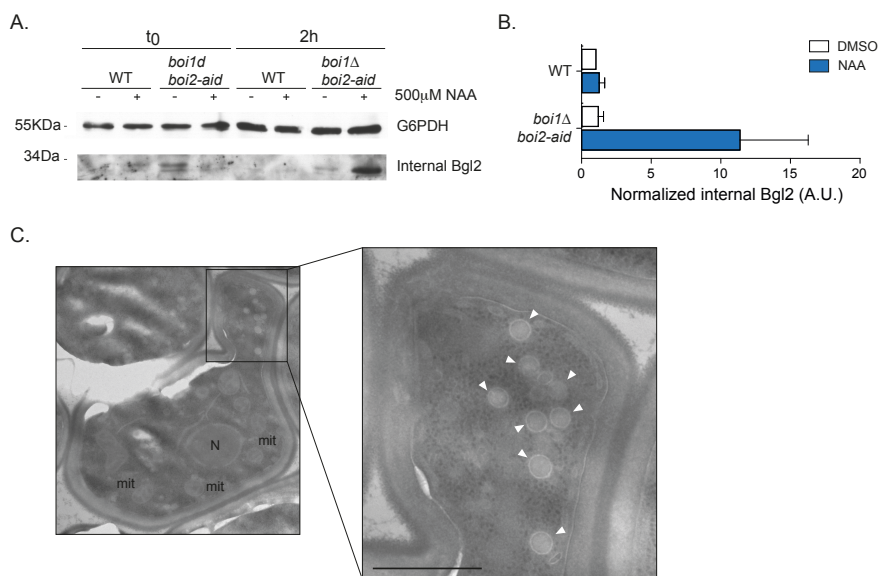 A.
t0 2h
boi1d boi1Δ
WT boi2-aid WT boi2-aid
- + - + - + - + 500μM NAA
55KDa - G6PDH
34Da - Internal Bgl2
B.
DMSO
NAA
WT
boi1Δ
boi2-aid
0 5 10 15 20
Normalized internal Bgl2 (A.U.)
C.
N
mit
mit
mit